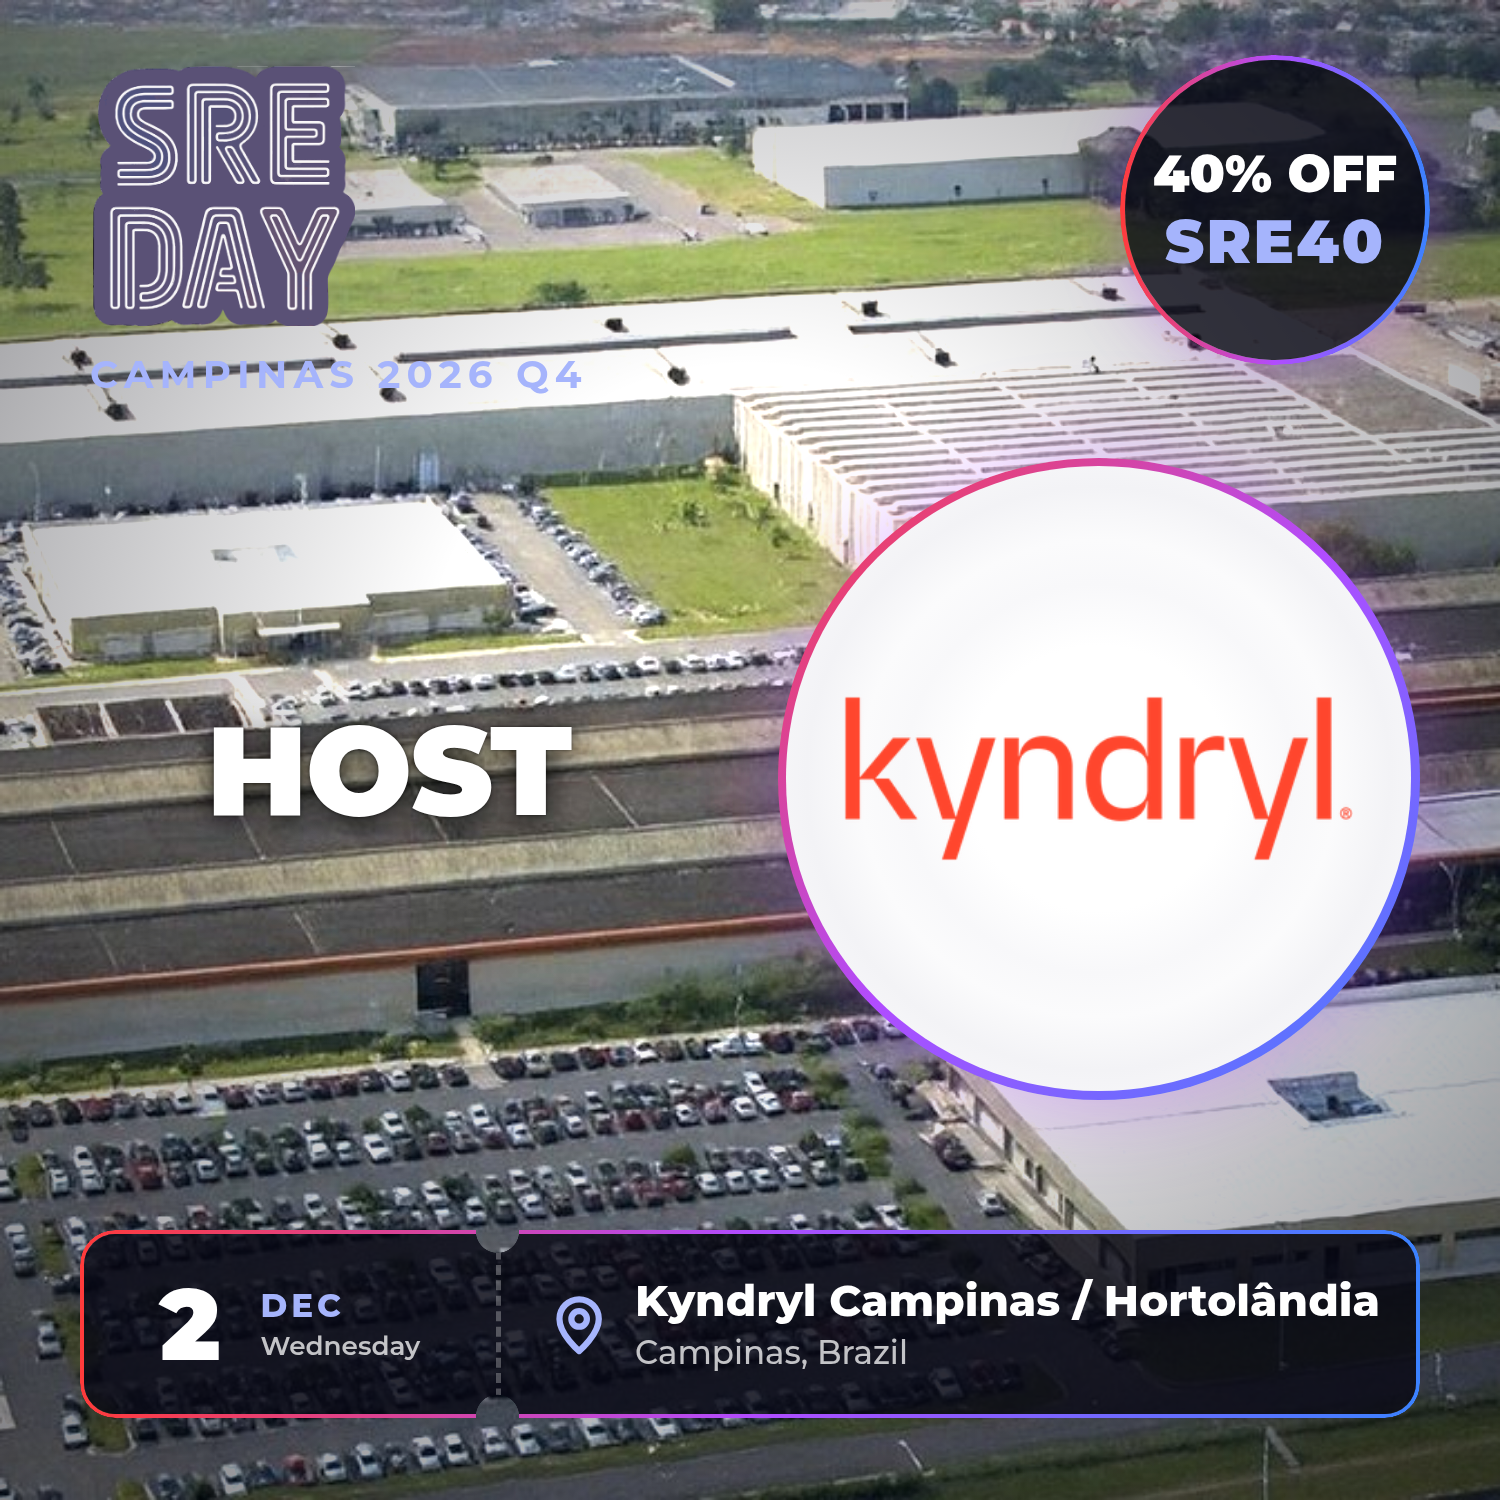 SRE
DAY
CAMPINAS 2026 Q4
40% OFF
SRE40
HOST
kyndryl®
2
DEC
Wednesday
Kyndryl Campinas / Hortolândia
Campinas, Brazil